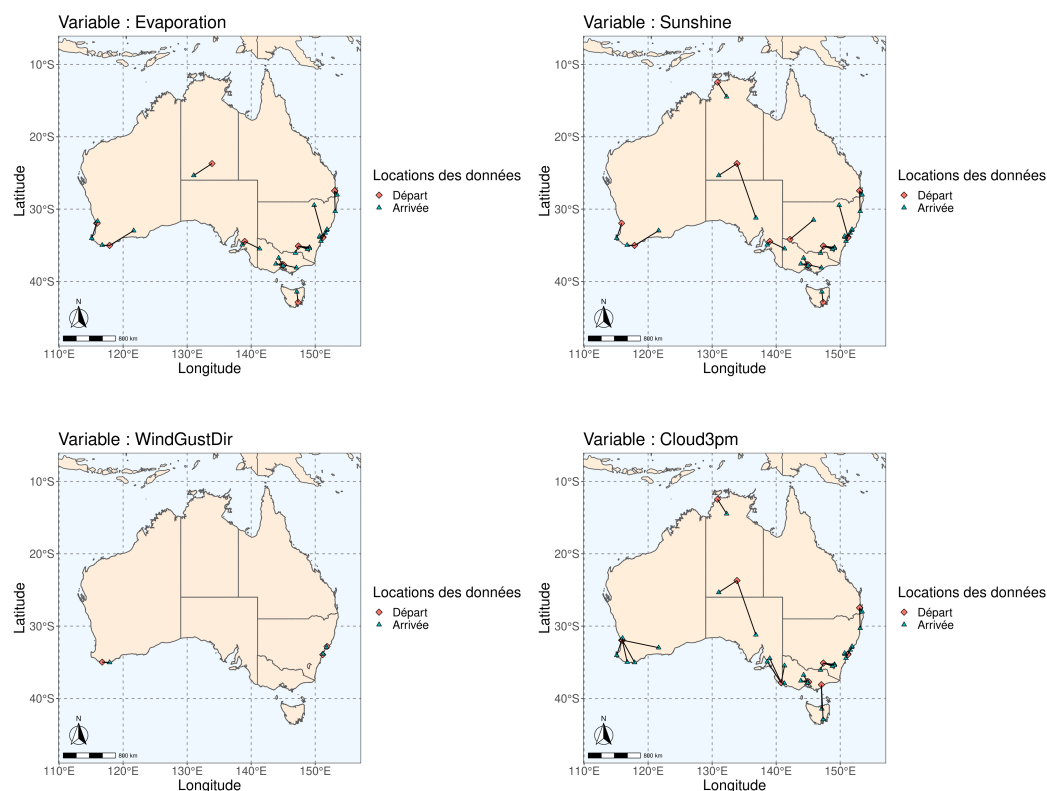 Variable : Evaporation
10°S
20°S
30°S
40°S
Latitude
N
800 km
110°E 120°E 130°E 140°E 150°E
Longitude
Locations des données
Départ
Arrivée
Variable : Sunshine
10°S
20°S
30°S
40°S
Latitude
N
800 km
110°E 120°E 130°E 140°E 150°E
Longitude
Locations des données
Départ
Arrivée
Variable : WindGustDir
10°S
20°S
30°S
40°S
Latitude
N
800 km
110°E 120°E 130°E 140°E 150°E
Longitude
Locations des données
Départ
Arrivée
Variable : Cloud3pm
10°S
20°S
30°S
40°S
Latitude
N
800 km
110°E 120°E 130°E 140°E 150°E
Longitude
Locations des données
Départ
Arrivée